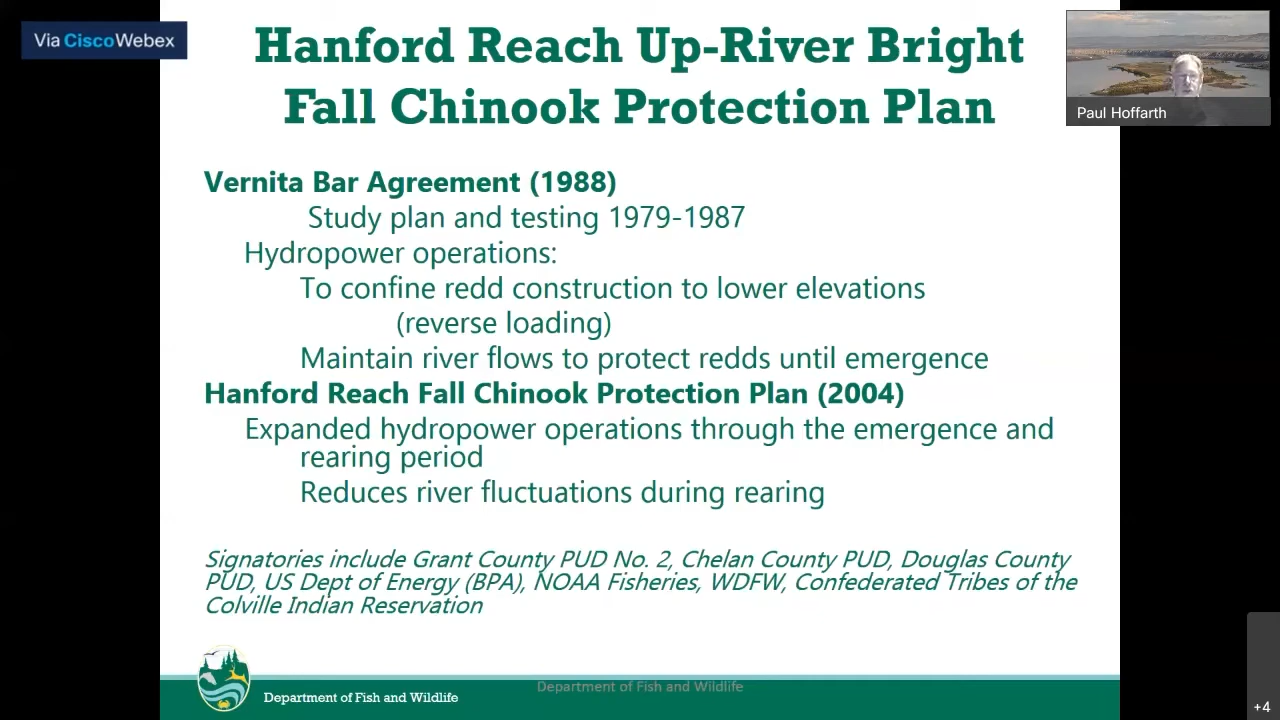 Via CiscoWebex
Hanford Reach Up-River Bright
Fall Chinook Protection Plan
Paul Hoffarth
Vernita Bar Agreement (1988)
Study plan and testing 1979-1987
Hydropower operations:
To confine redd construction to lower elevations
(reverse loading)
Maintain river flows to protect redds until emergence
Hanford Reach Fall Chinook Protection Plan (2004)
Expanded hydropower operations through the emergence and
rearing period
Reduces river fluctuations during rearing
Signatories include Grant County PUD No. 2, Chelan County PUD, Douglas County
PUD, US Dept of Energy (BPA), NOAA Fisheries, WDFW, Confederated Tribes of the
Colville Indian Reservation
Department of Fish and Wildlife
Department of Fish and Wildlife
+4